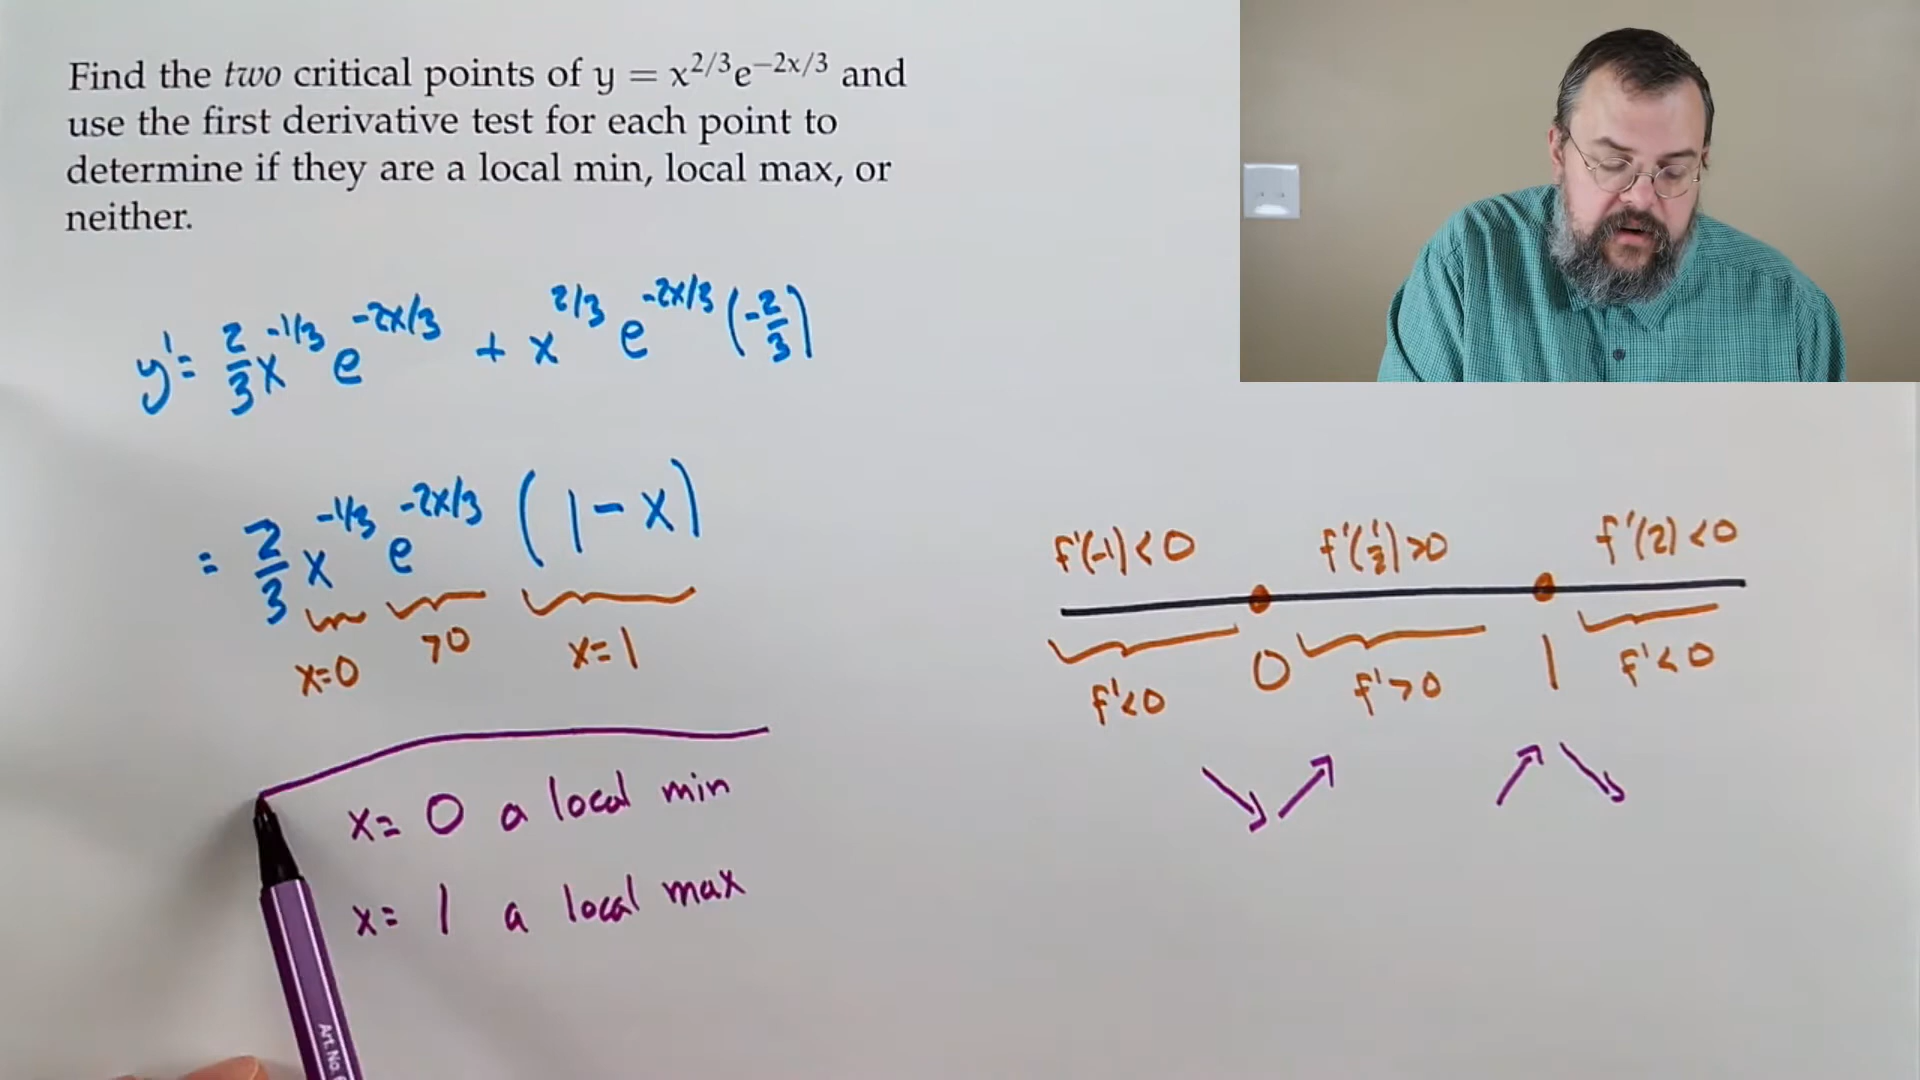 Find the two critical points of y = x^{2/3}e^{−2x/3} and
use the first derivative test for each point to
determine if they are a local min, local max, or
neither.
y' = 2/3 x^{-1/3} e^{-2x/3} + x^{2/3} e^{-2x/3} (-2/3)
= 2/3 x^{-1/3} e^{-2x/3} (1 - x)
x=0 >0 x=1
x= 0 a local min
x= 1 a local max
f'(-1)<0 f'(1/2)>0 f'(2)<0
0 1
f'<0 f'>0 f'<0
Art. No.